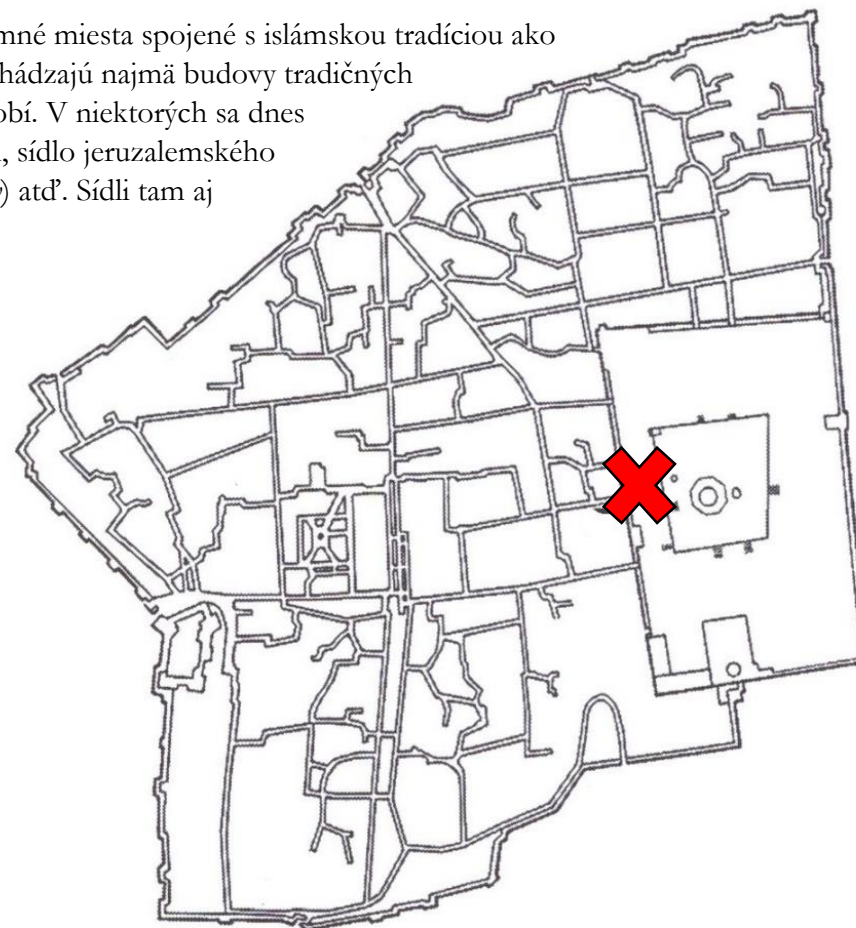 mné miesta spojené s islámskou tradíciou ako
hádzajú najmä budovy tradičných
obí. V niektorých sa dnes
, sídlo jeruzalemského
) atď. Sídli tam aj